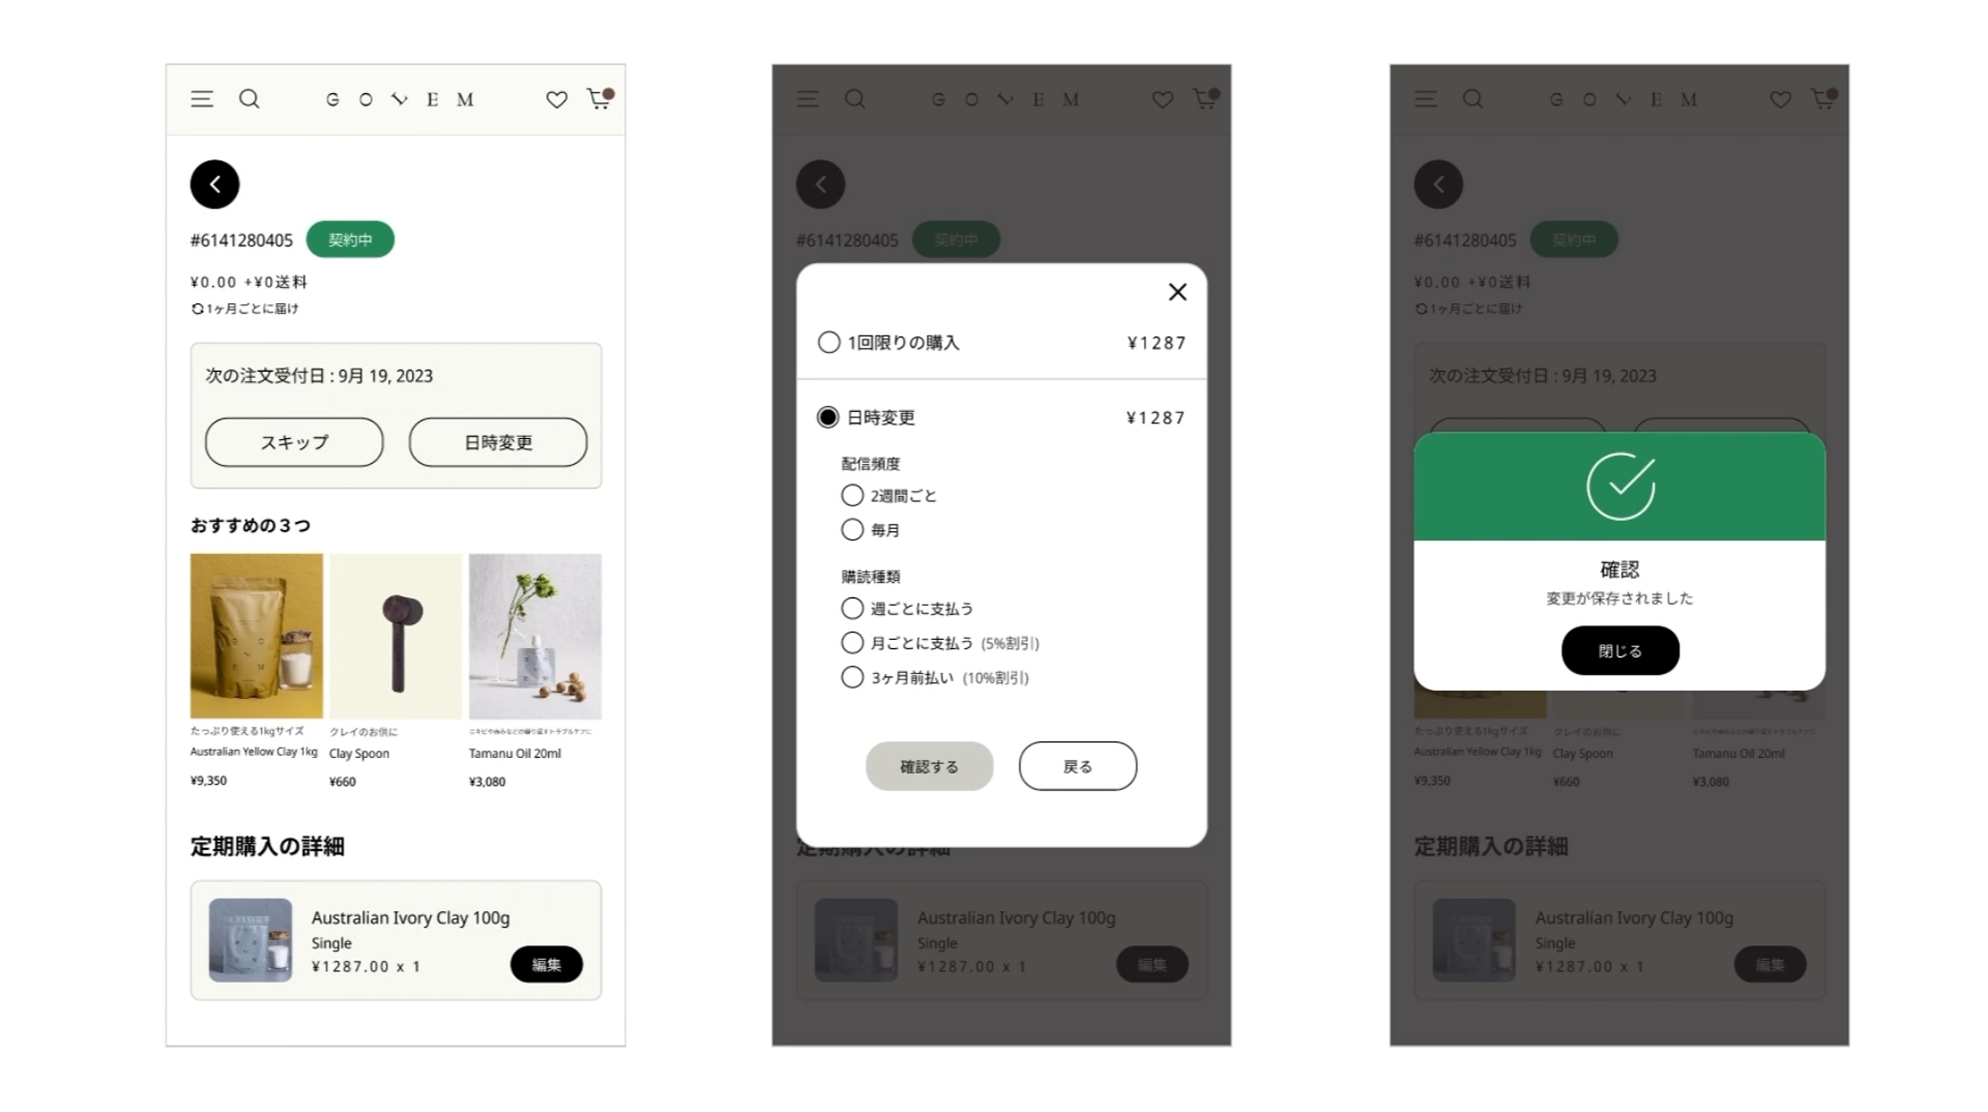 GOVEM
#6141280405 契約中
¥0.00 +¥0送料
1ヶ月ごとに届け
次の注文受付日 : 9月 19, 2023
スキップ 日時変更
おすすめの３つ
たっぷり使える1kgサイズ
Australian Yellow Clay 1kg
¥9,350
クレイのお供に
Clay Spoon
¥660
Tamanu Oil 20ml
¥3,080
定期購入の詳細
Australian Ivory Clay 100g
Single
¥1287.00 x 1
編集
GOVEM
#6141280405 契約中
1回限りの購入 ¥1287
日時変更 ¥1287
配信頻度
2週間ごと
毎月
購読種類
週ごとに支払う
月ごとに支払う (5%割引)
3ヶ月前払い (10%割引)
確認する 戻る
定期購入の詳細
Australian Ivory Clay 100g
Single
¥1287.00 x 1
編集
GOVEM
#6141280405 契約中
¥0.00 +¥0送料
1ヶ月ごとに届け
次の注文受付日 : 9月 19, 2023
確認
変更が保存されました
閉じる
たっぷり使える1kgサイズ
Australian Yellow Clay 1kg
¥9,350
クレイのお供に
Clay Spoon
¥660
Tamanu Oil 20ml
¥3,080
定期購入の詳細
Australian Ivory Clay 100g
Single
¥1287.00 x 1
編集